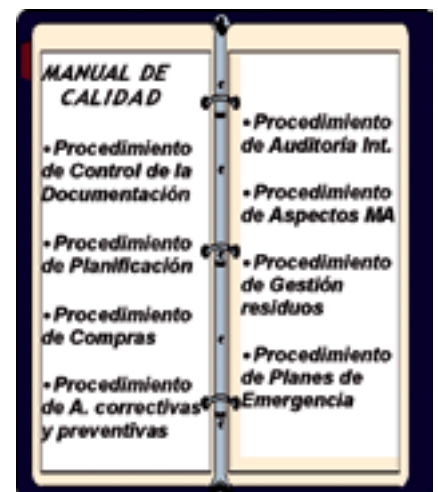 MANUAL DE
CALIDAD
•Procedimiento
de Control de la
Documentación
•Procedimiento
de Planificación
•Procedimiento
de Compras
•Procedimiento
de A. correctivas
y preventivas
•Procedimiento
de Auditoría Int.
•Procedimiento
de Aspectos MA
•Procedimiento
de Gestión
residuos
•Procedimiento
de Planes de
Emergencia